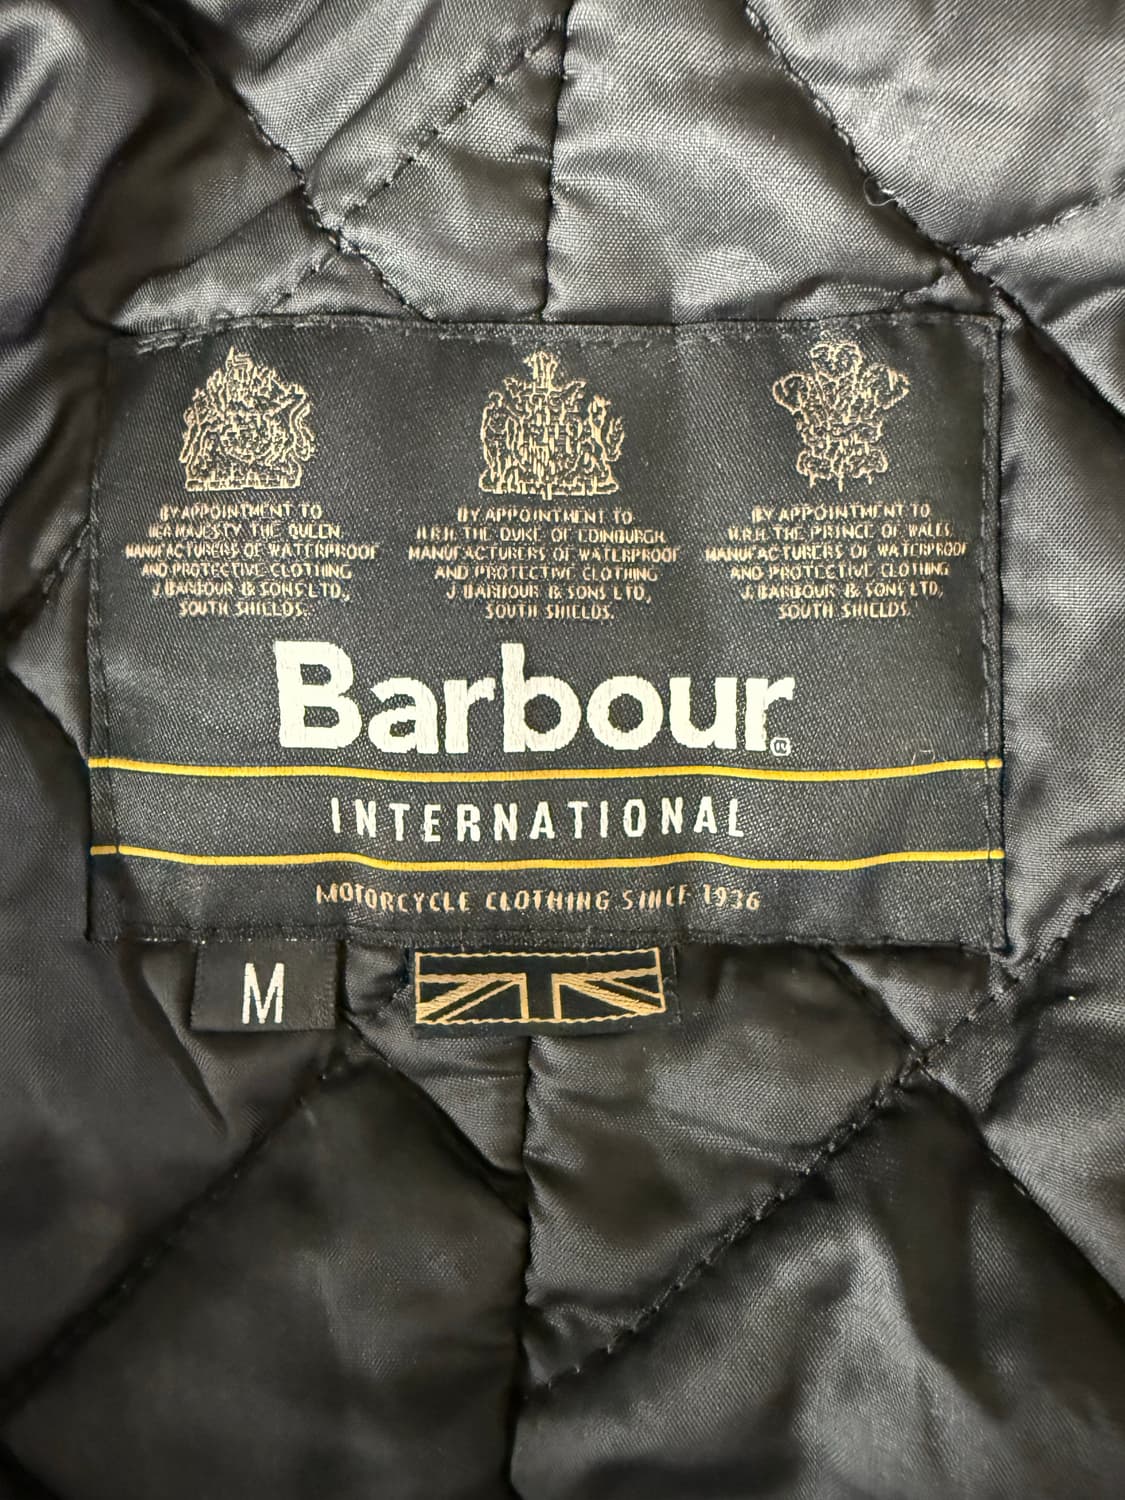 BY APPOINTMENT TO
HER MAJESTY THE QUEEN
MANUFACTURERS OF WATERPROOF
AND PROTECTIVE CLOTHING
J. BARBOUR & SONS LTD,
SOUTH SHIELDS.
BY APPOINTMENT TO
H.R.H. THE DUKE OF EDINBURGH
MANUFACTURERS OF WATERPROOF
AND PROTECTIVE CLOTHING
J. BARBOUR & SONS LTD,
SOUTH SHIELDS.
BY APPOINTMENT TO
H.R.H. THE PRINCE OF WALES
MANUFACTURERS OF WATERPROOF
AND PROTECTIVE CLOTHING
J. BARBOUR & SONS LTD,
SOUTH SHIELDS.
Barbour®
INTERNATIONAL
MOTORCYCLE CLOTHING SINCE 1936
M